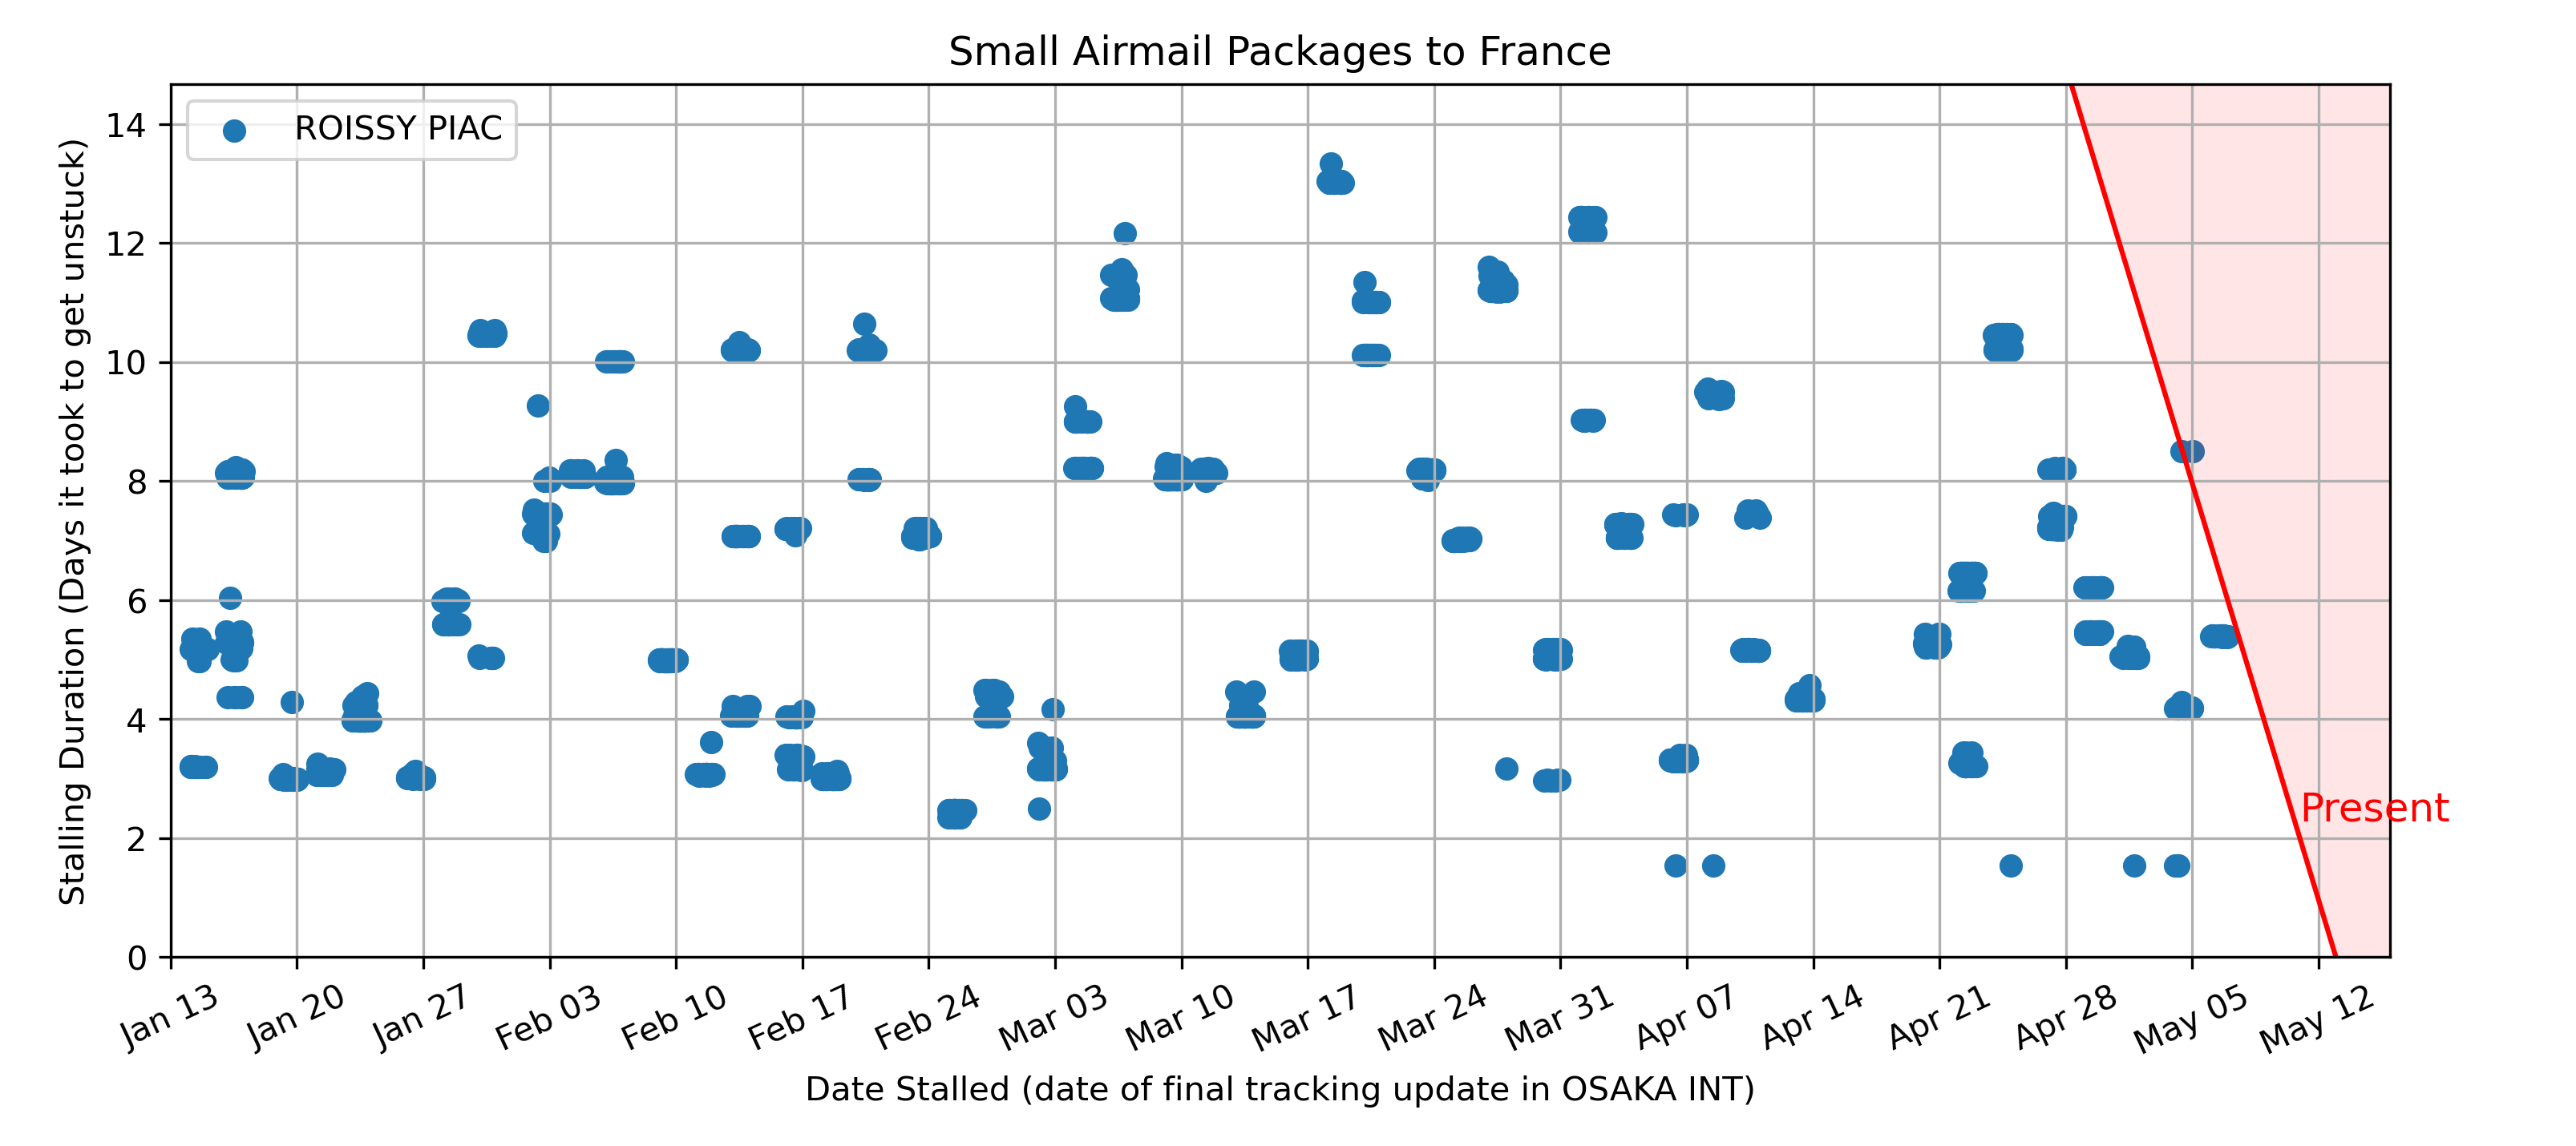 Small Airmail Packages to France
ROISSY PIAC
Stalling Duration (Days it took to get unstuck)
14
12
10
8
6
4
2
0
Present
Jan 13
Jan 20
Jan 27
Feb 03
Feb 10
Feb 17
Feb 24
Mar 03
Mar 10
Mar 17
Mar 24
Mar 31
Apr 07
Apr 14
Apr 21
Apr 28
May 05
May 12
Date Stalled (date of final tracking update in OSAKA INT)